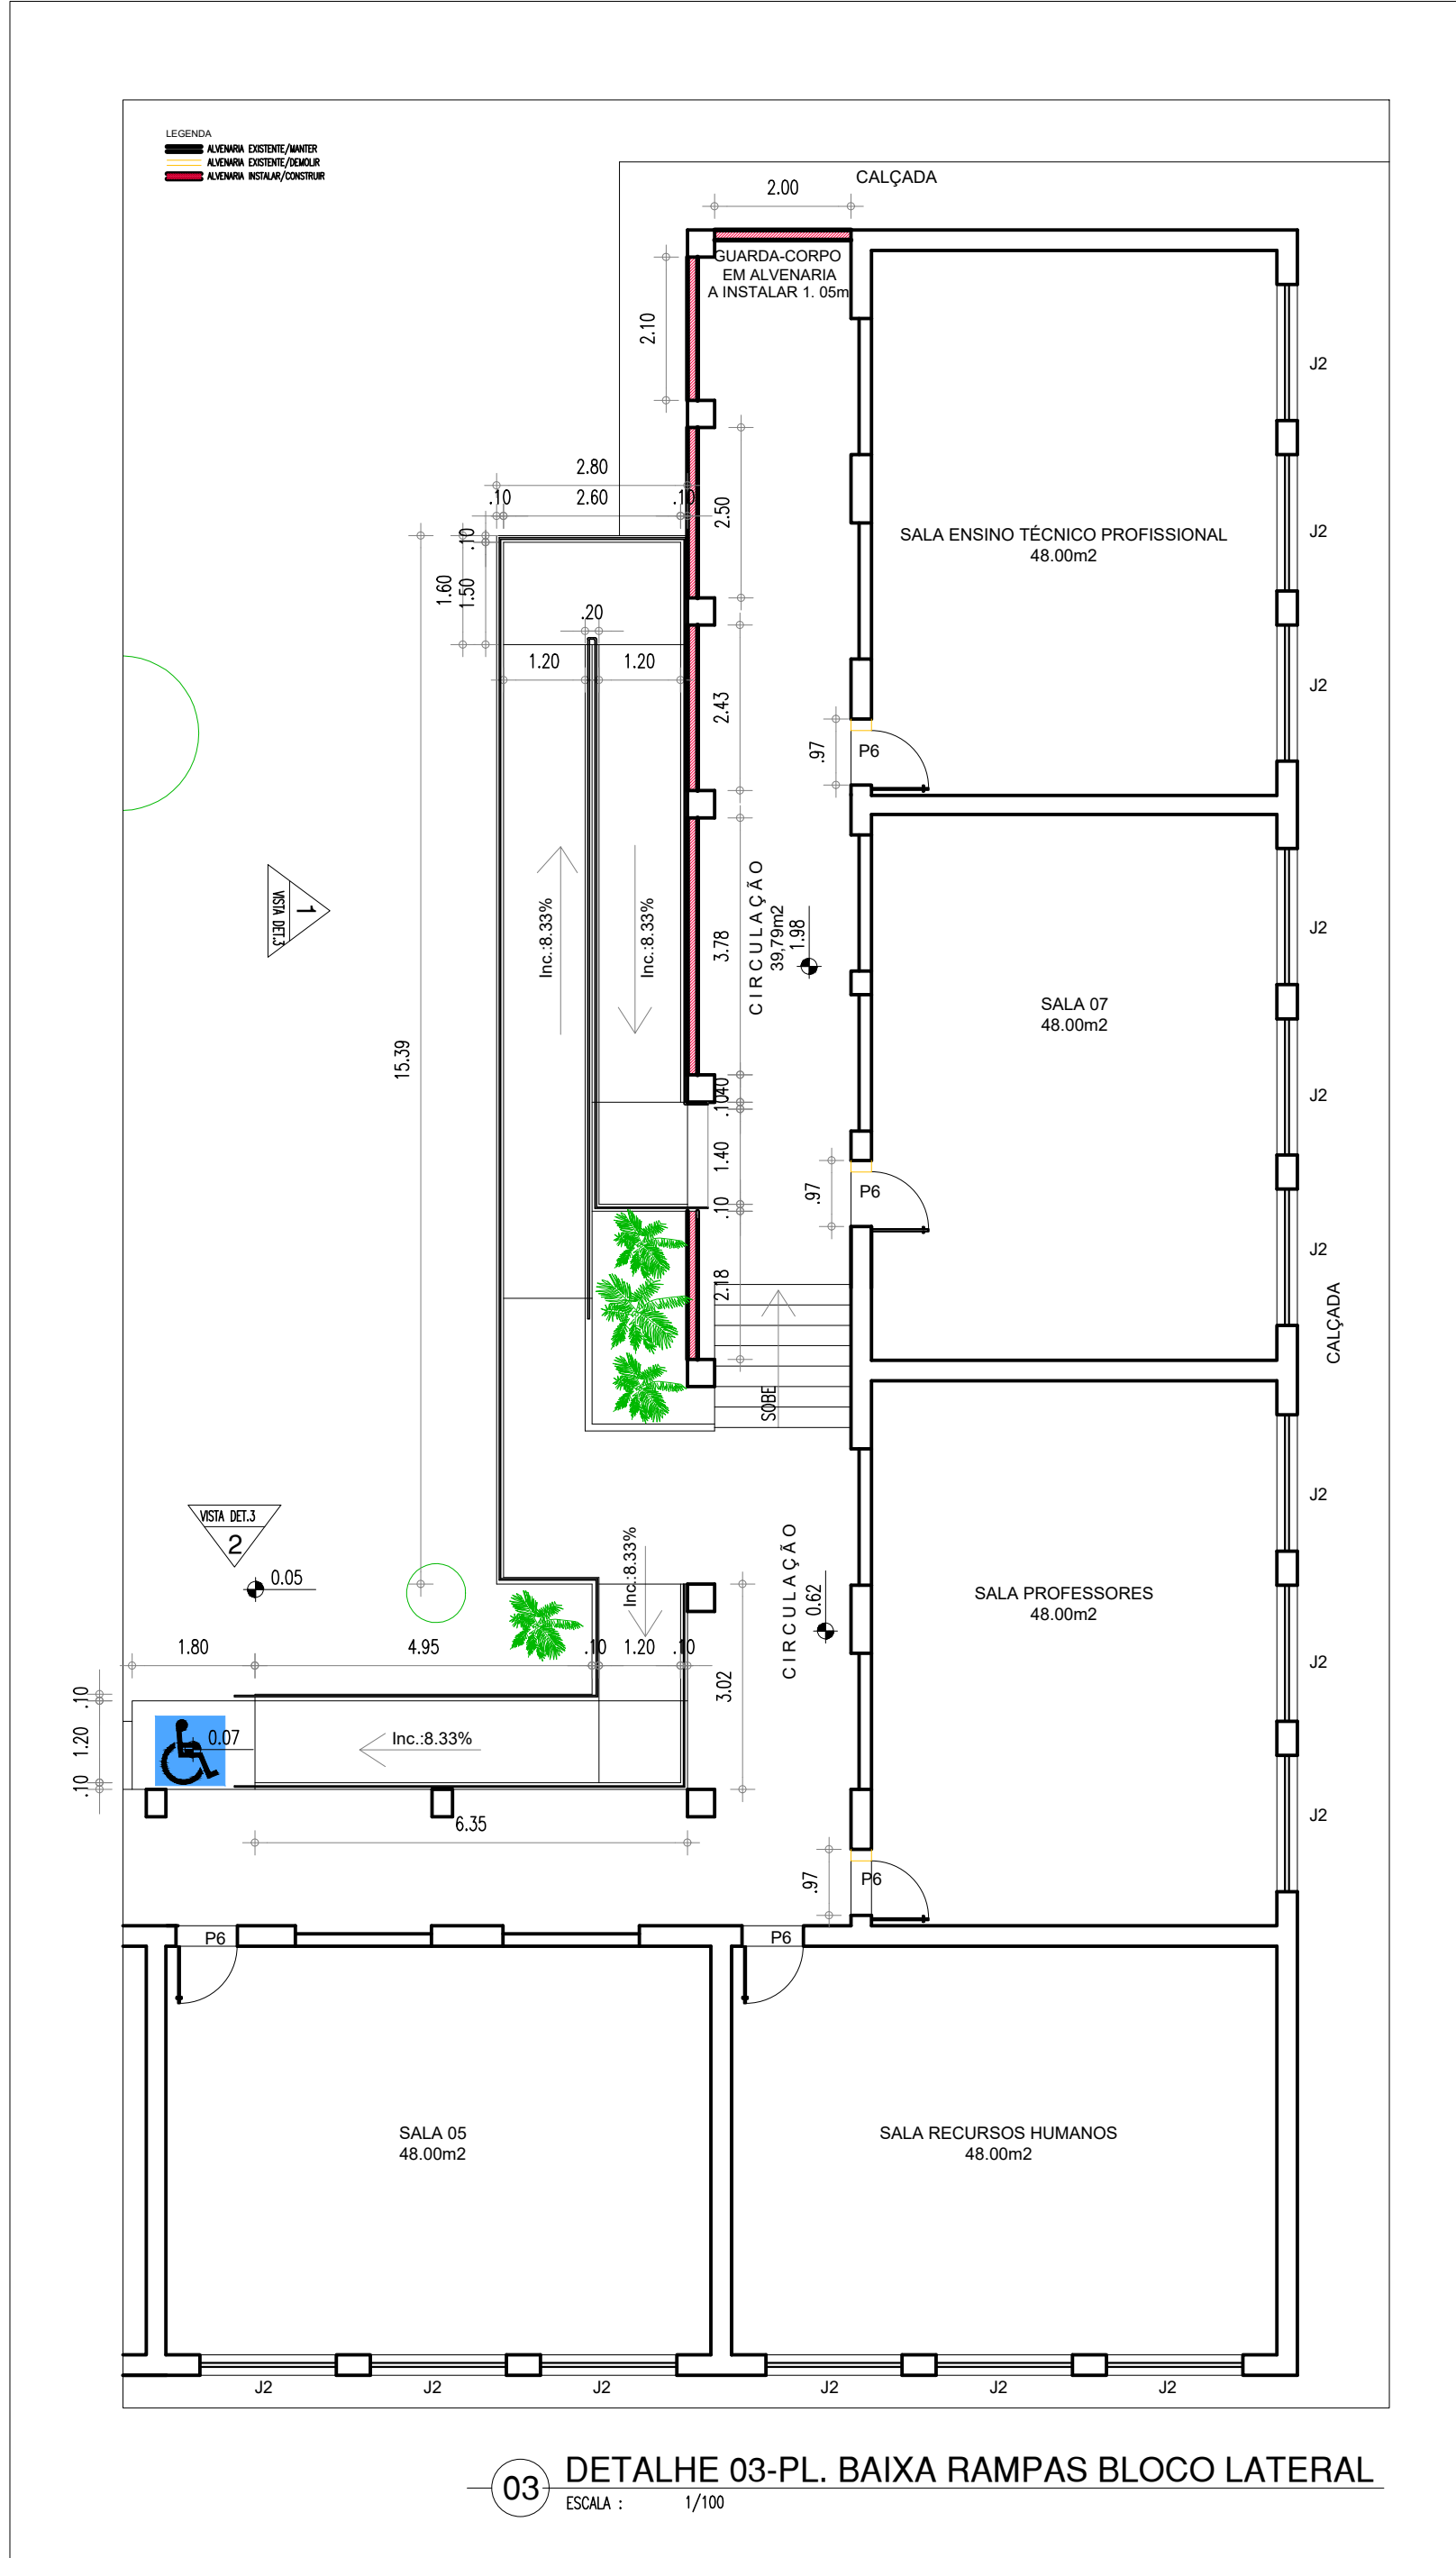 LEGENDA
ALVENARIA EXISTENTE/MANTER
ALVENARIA EXISTENTE/DEMOLIR
ALVENARIA INSTALAR/CONSTRUIR
CALÇADA
2.00
GUARDA-CORPO
EM ALVENARIA
A INSTALAR 1. 05m
2.10
J2
2.80
.10
2.60
.10
2.50
SALA ENSINO TÉCNICO PROFISSIONAL
48.00m2
J2
.10
1.60
1.50
.20
1.20
1.20
2.43
J2
.97
P6
VISTA DET.3
1
Inc.:8.33%
Inc.:8.33%
3.78
CIRCULAÇÃO
39,79m2
1.98
J2
SALA 07
48.00m2
15.39
J2
.40
.10
1.40
.10
.97
P6
J2
2.18
CALÇADA
SOBE
VISTA DET.3
2
0.05
Inc.:8.33%
CIRCULAÇÃO
0.62
J2
SALA PROFESSORES
48.00m2
1.80
4.95
.10
1.20
.10
3.02
J2
.10
1.20
.10
0.07
Inc.:8.33%
6.35
J2
.97
P6
P6
P6
SALA 05
48.00m2
SALA RECURSOS HUMANOS
48.00m2
J2
J2
J2
J2
J2
J2
03
DETALHE 03-PL. BAIXA RAMPAS BLOCO LATERAL
ESCALA : 1/100